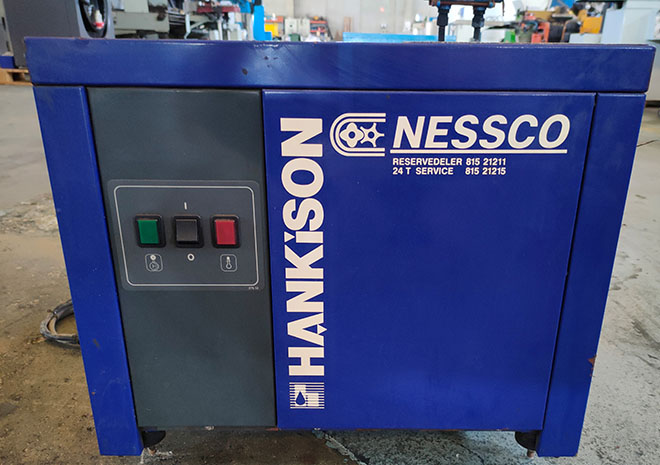 HANKiSON
NESSCO
RESERVEDELER 815 21211
24 T SERVICE 815 21215
I
O